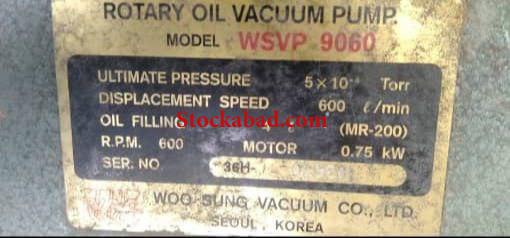 ROTARY OIL VACUUM PUMP.
MODEL WSVP 9060
ULTIMATE PRESSURE 5×10 Torr
DISPLACEMENT SPEED 600 ℓ/min
OIL FILLING (MR-200)
Stockabad.com
R.P.M. 600 MOTOR 0.75 kW
SER. NO 36H-
WOO SUNG VACUUM CO., LTD.
SEOUL, KOREA